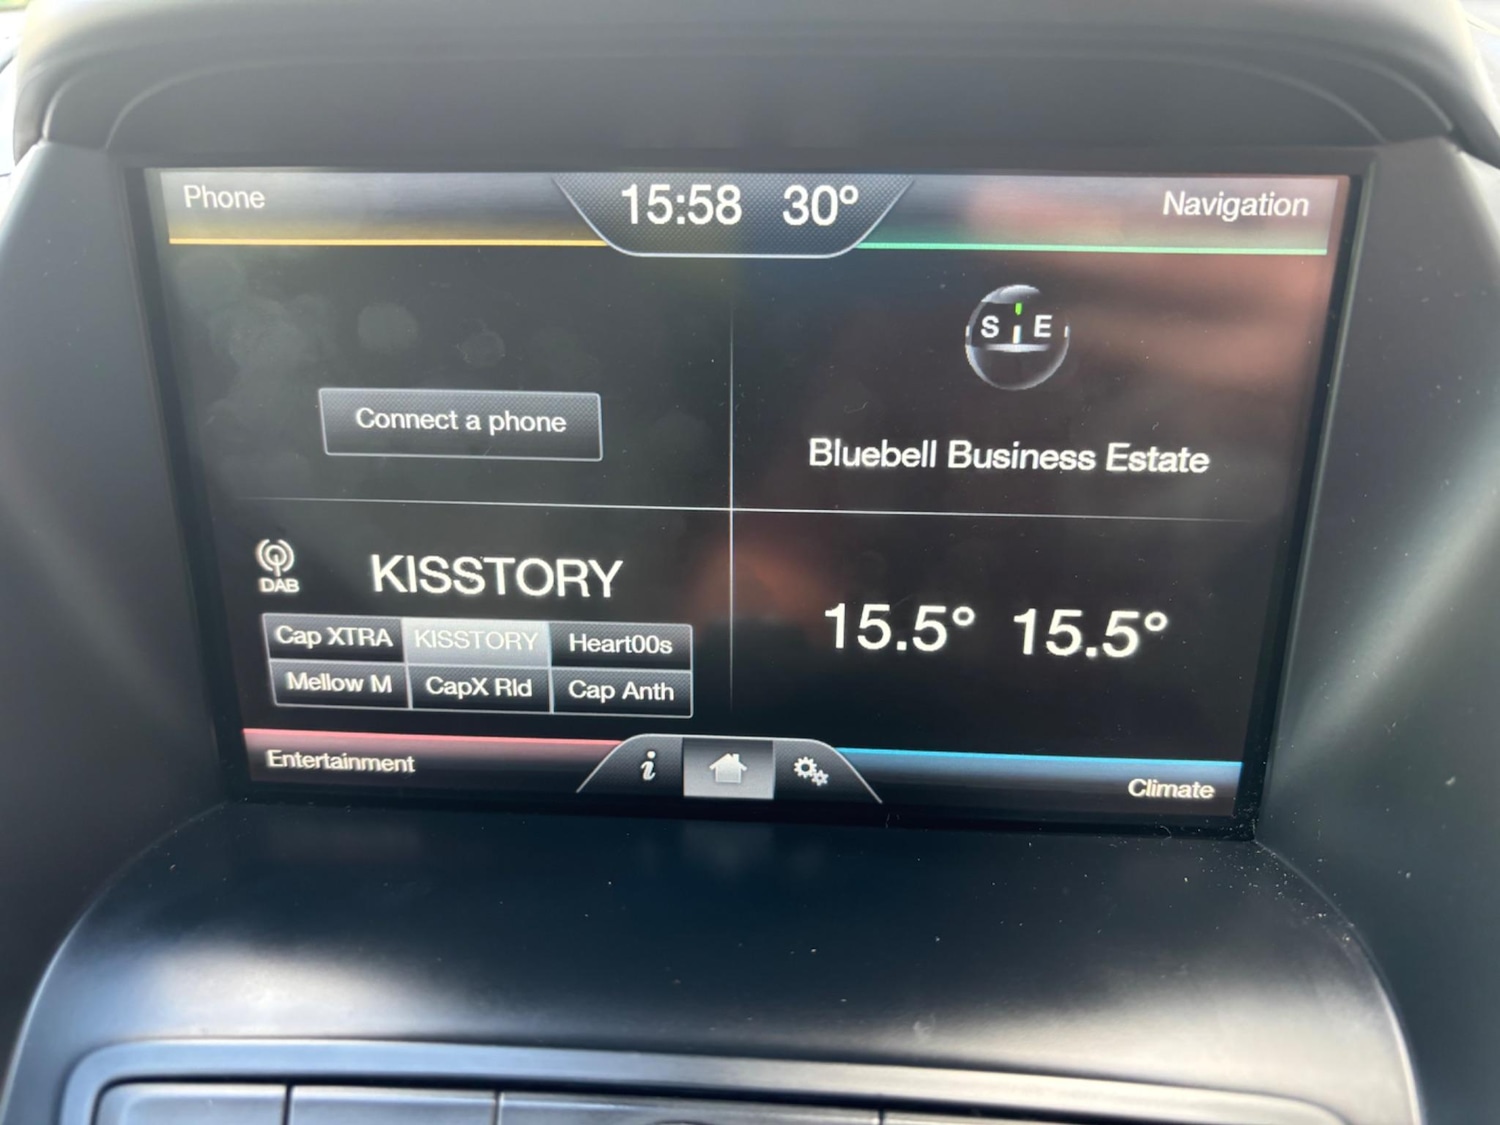 Phone
15:58 30°
Navigation
S E
Connect a phone
Bluebell Business Estate
DAB
KISSTORY
Cap XTRA KISSTORY Heart00s
Mellow M CapX Rld Cap Anth
15.5° 15.5°
Entertainment
i
Climate